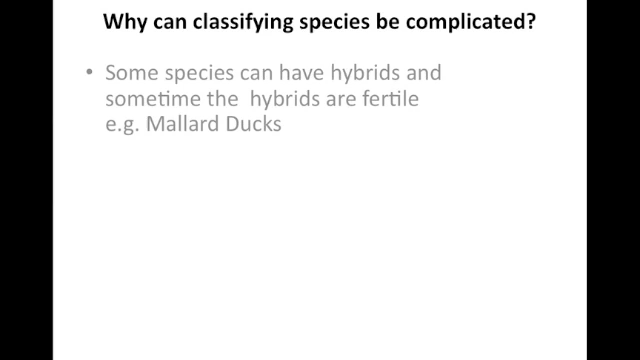 Why can classifying species be complicated?
• Some species can have hybrids and
sometime the  hybrids are fertile
e.g. Mallard Ducks